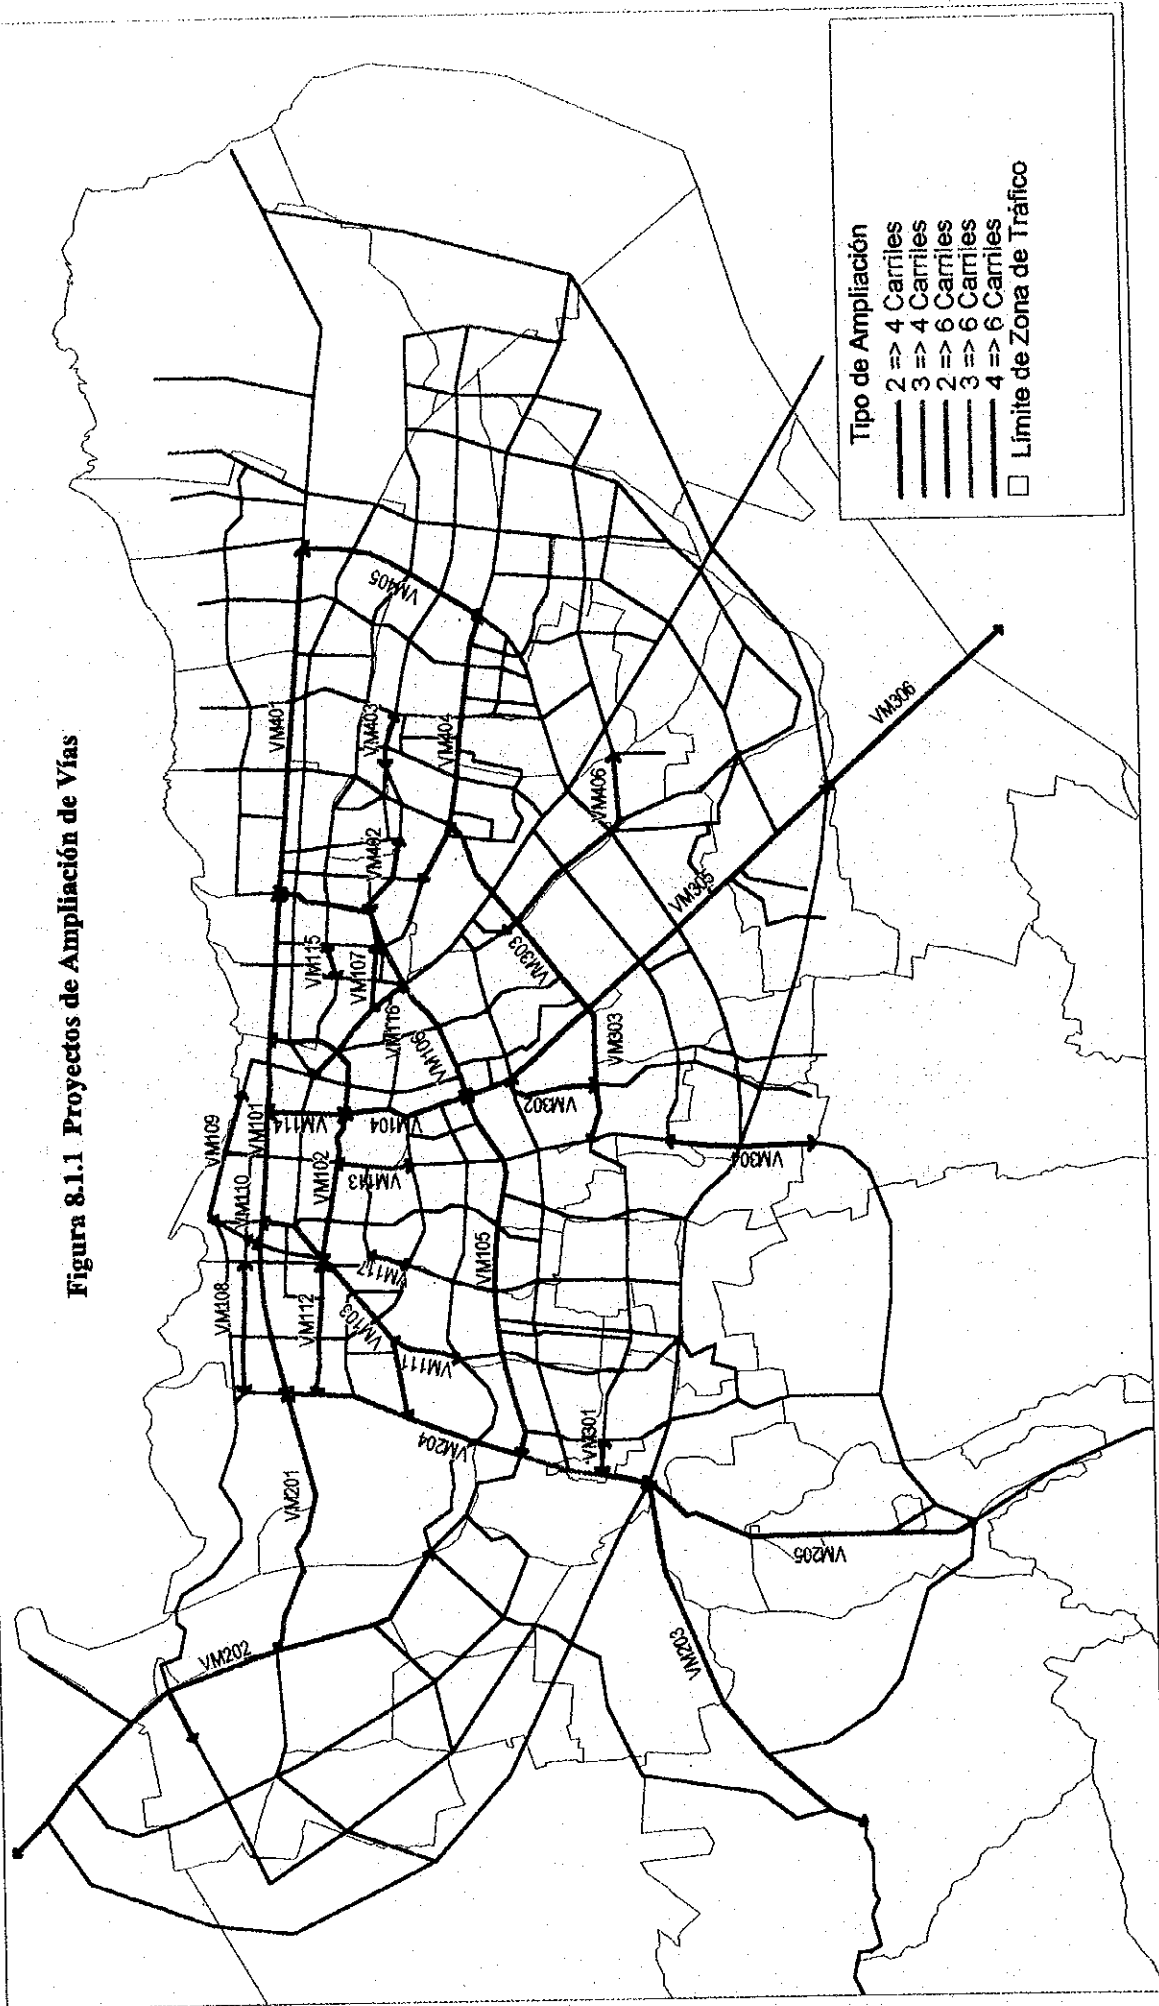 Figura 8.1.1 Proyectos de Ampliación de Vías
VM109
VM110
VM101
VM108
VM114
VM102
VM112
VM104
VM113
VM117
VM103
VM111
VM105
VM106
VM116
VM107
VM115
VM401
VM402
VM403
VM404
VM405
VM406
VM201
VM202
VM203
VM204
VM205
VM301
VM302
VM303
VM303
VM304
VM305
VM306
Tipo de Ampliación
2 => 4 Carriles
3 => 4 Carriles
2 => 6 Carriles
3 => 6 Carriles
4 => 6 Carriles
Límite de Zona de Tráfico